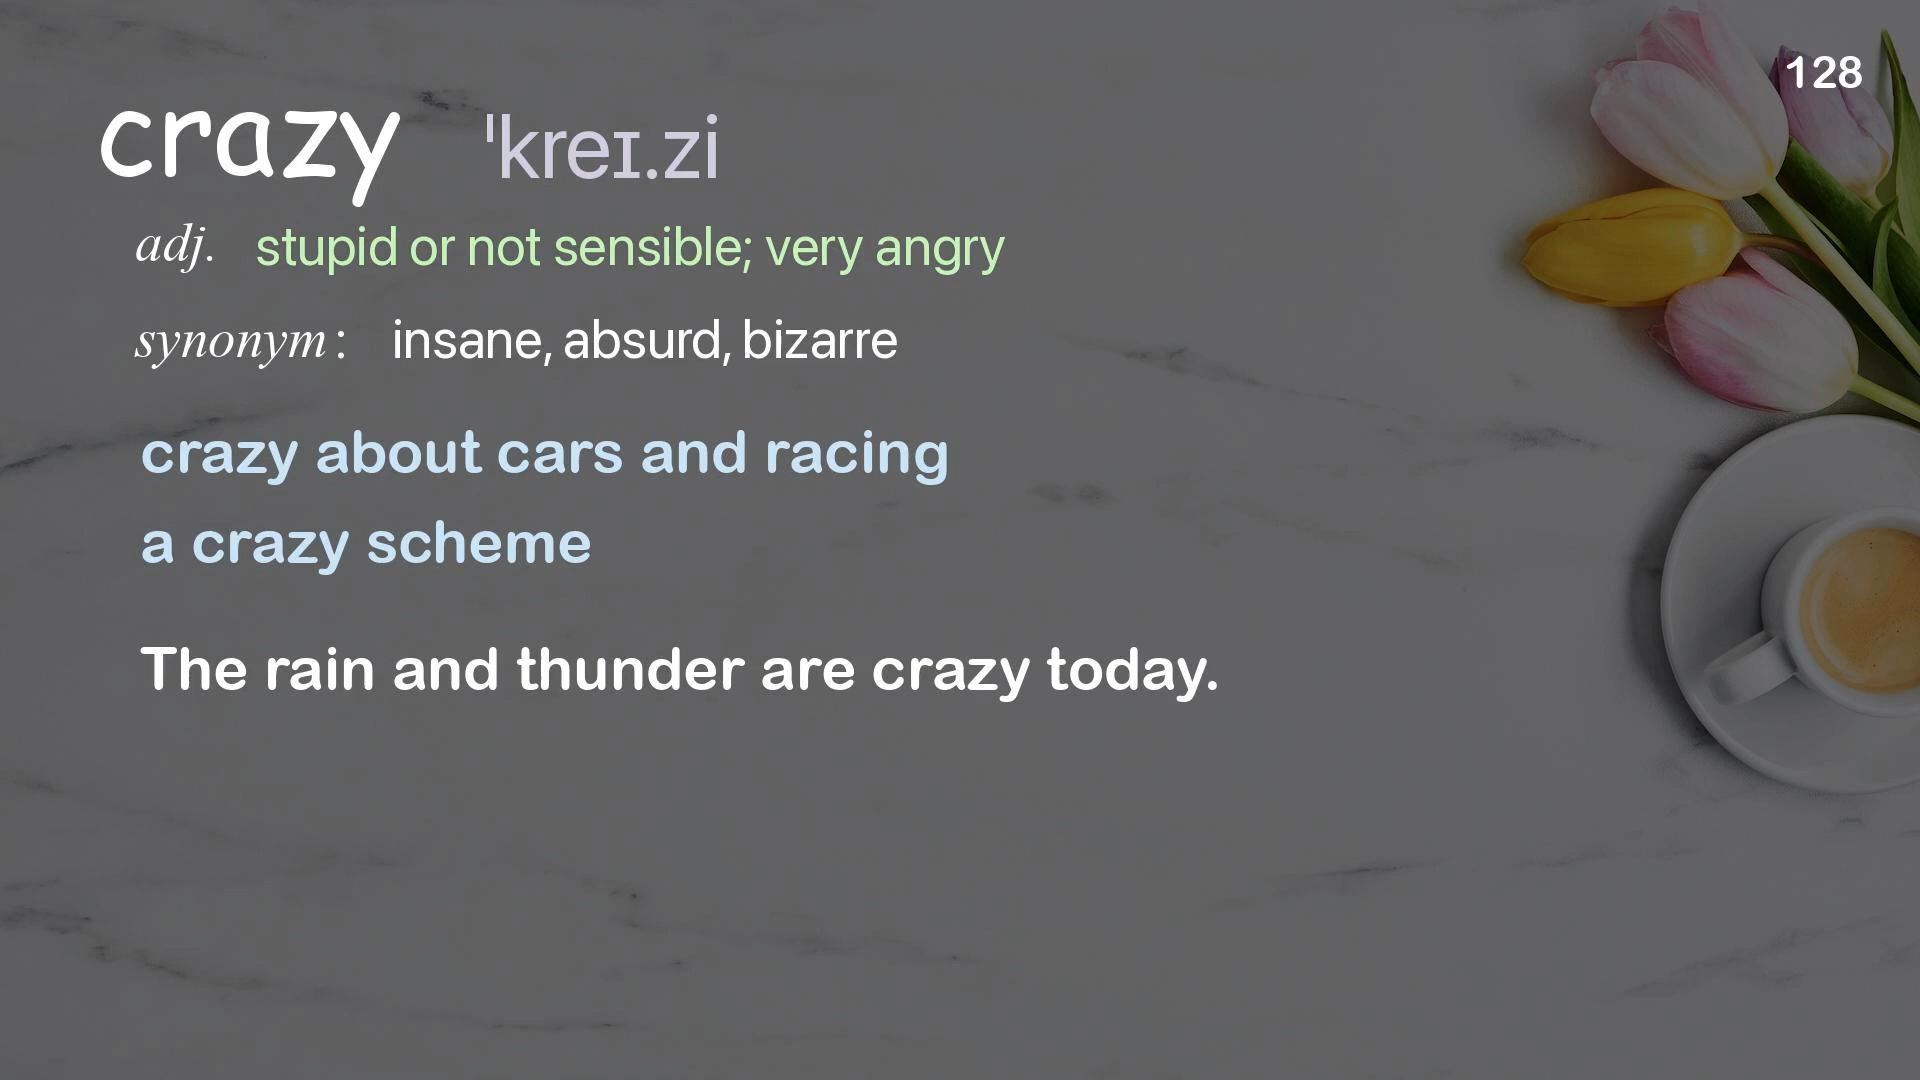 128
crazy ˈkreɪ.zi
adj. stupid or not sensible; very angry
synonym: insane, absurd, bizarre
crazy about cars and racing
a crazy scheme
The rain and thunder are crazy today.